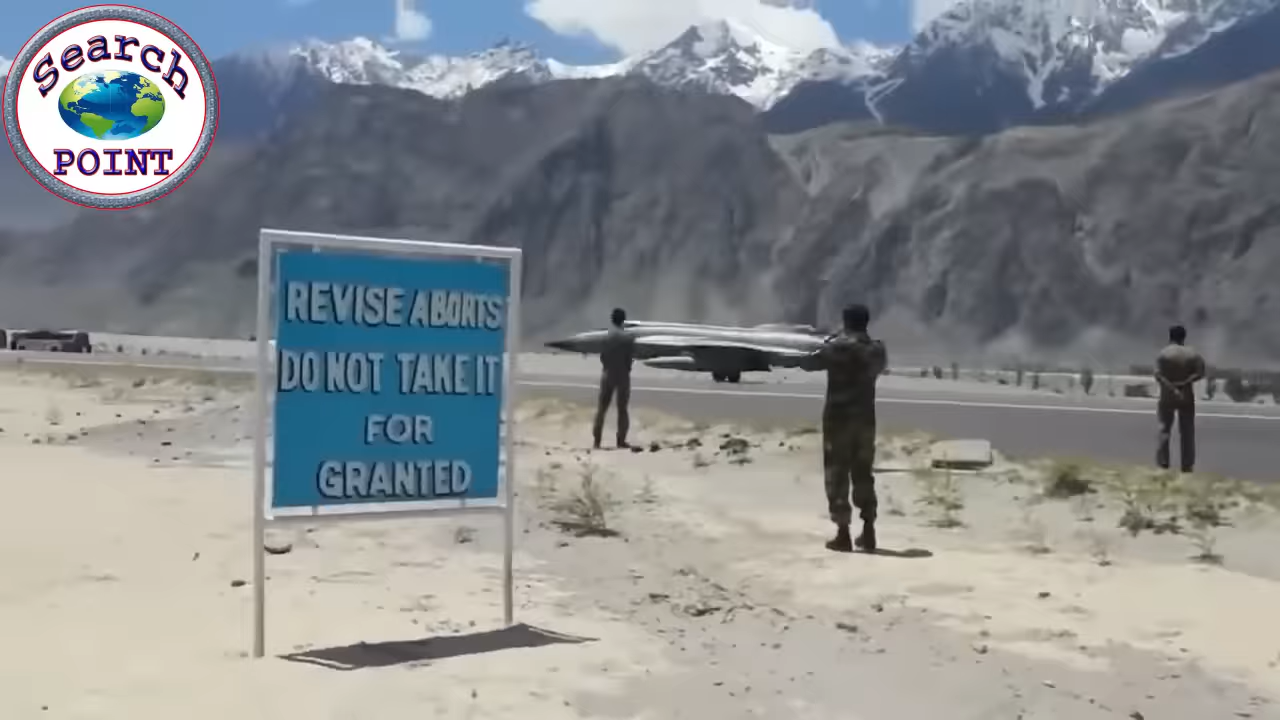 Search
POINT
REVISE ABORTS
DO NOT TAKE IT
FOR
GRANTED